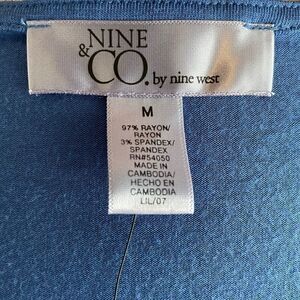 NINE
& CO. by nine west
M
97% RAYON/
RAYON
3% SPANDEX/
SPANDEX
RN#54050
MADE IN
CAMBODIA/
HECHO EN
CAMBODIA
LIL/07